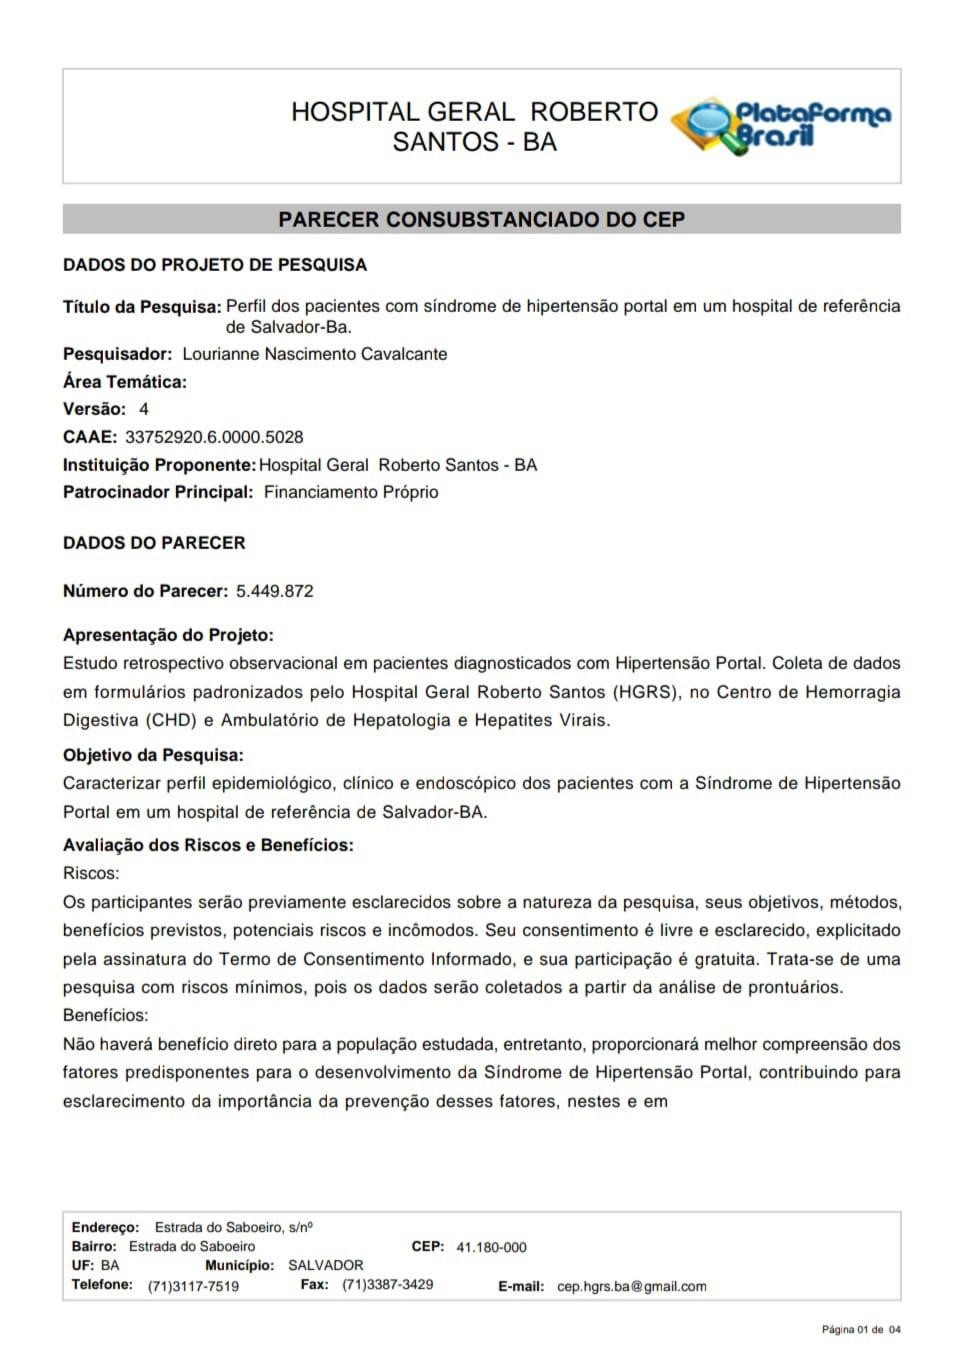 HOSPITAL GERAL  ROBERTO
SANTOS - BA
Plataforma
Brasil
PARECER CONSUBSTANCIADO DO CEP
DADOS DO PROJETO DE PESQUISA
Título da Pesquisa: Perfil dos pacientes com síndrome de hipertensão portal em um hospital de referência
de Salvador-Ba.
Pesquisador: Lourianne Nascimento Cavalcante
Área Temática:
Versão: 4
CAAE: 33752920.6.0000.5028
Instituição Proponente: Hospital Geral  Roberto Santos - BA
Patrocinador Principal: Financiamento Próprio
DADOS DO PARECER
Número do Parecer: 5.449.872
Apresentação do Projeto:
Estudo retrospectivo observacional em pacientes diagnosticados com Hipertensão Portal. Coleta de dados
em formulários padronizados pelo Hospital Geral Roberto Santos (HGRS), no Centro de Hemorragia
Digestiva (CHD) e Ambulatório de Hepatologia e Hepatites Virais.
Objetivo da Pesquisa:
Caracterizar perfil epidemiológico, clínico e endoscópico dos pacientes com a Síndrome de Hipertensão
Portal em um hospital de referência de Salvador-BA.
Avaliação dos Riscos e Benefícios:
Riscos:
Os participantes serão previamente esclarecidos sobre a natureza da pesquisa, seus objetivos, métodos,
benefícios previstos, potenciais riscos e incômodos. Seu consentimento é livre e esclarecido, explicitado
pela assinatura do Termo de Consentimento Informado, e sua participação é gratuita. Trata-se de uma
pesquisa com riscos mínimos, pois os dados serão coletados a partir da análise de prontuários.
Benefícios:
Não haverá benefício direto para a população estudada, entretanto, proporcionará melhor compreensão dos
fatores predisponentes para o desenvolvimento da Síndrome de Hipertensão Portal, contribuindo para
esclarecimento da importância da prevenção desses fatores, nestes e em
Endereço: Estrada do Saboeiro, s/nº
Bairro: Estrada do Saboeiro CEP: 41.180-000
UF: BA Município: SALVADOR
Telefone: (71)3117-7519 Fax: (71)3387-3429 E-mail: cep.hgrs.ba@gmail.com
Página 01 de 04